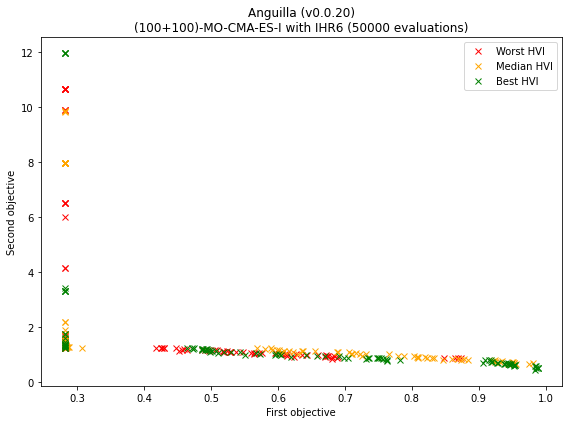 Anguilla (v0.0.20)
(100+100)-MO-CMA-ES-I with IHR6 (50000 evaluations)
Worst HVI
Median HVI
Best HVI
Second objective
12
10
8
6
4
2
0
0.3 0.4 0.5 0.6 0.7 0.8 0.9 1.0
First objective